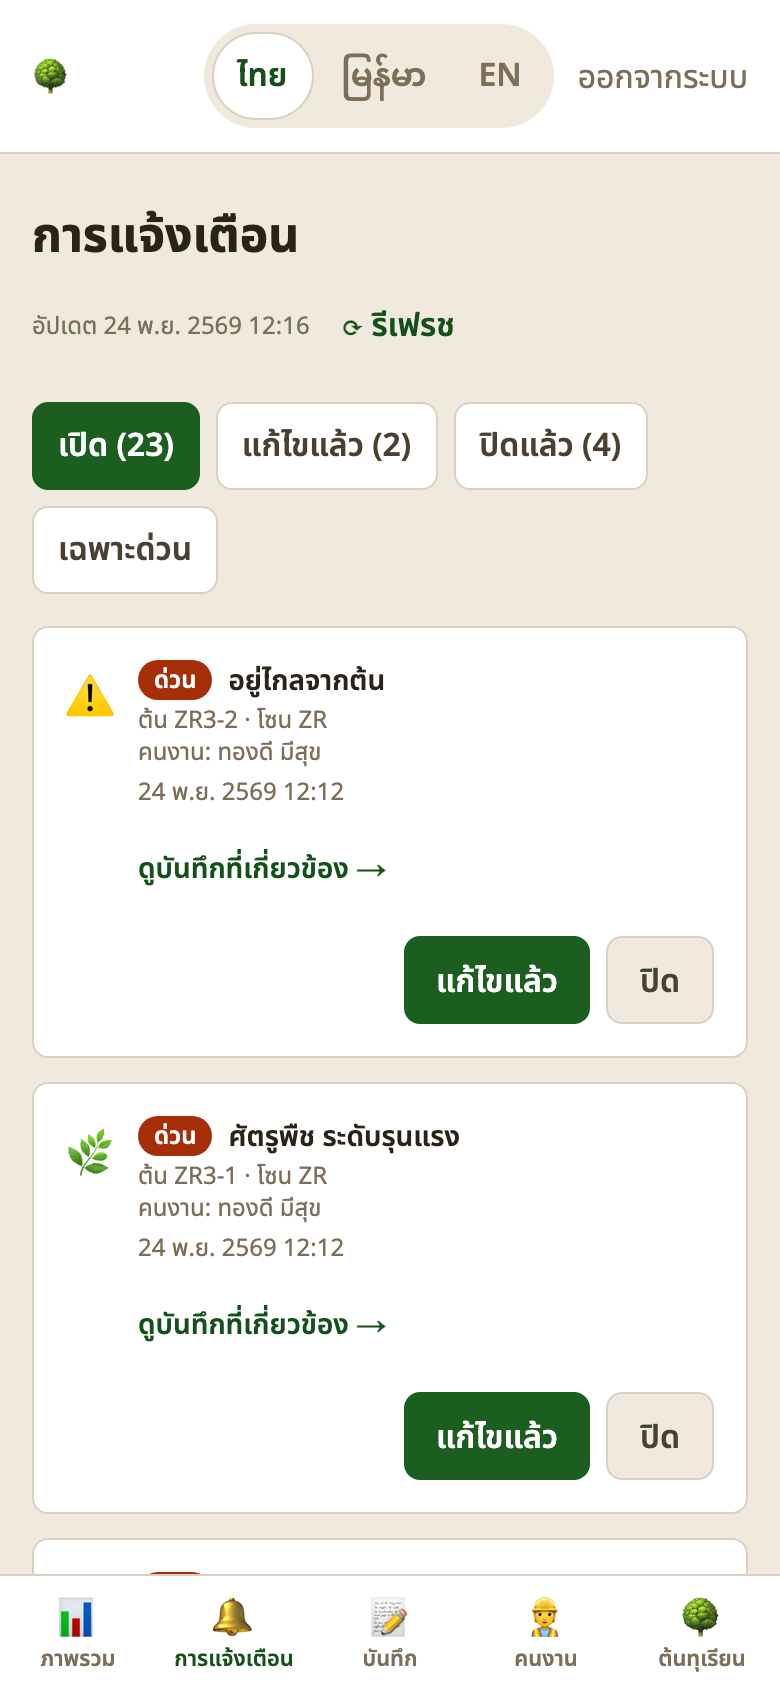 ไทย မြန်မာ EN ออกจากระบบ
การแจ้งเตือน
อัปเดต 24 พ.ย. 2569 12:16 ⟳ รีเฟรช
เปิด (23) แก้ไขแล้ว (2) ปิดแล้ว (4)
เฉพาะด่วน
ด่วน อยู่ไกลจากต้น
ต้น ZR3-2 · โซน ZR
คนงาน: ทองดี มีสุข
24 พ.ย. 2569 12:12
ดูบันทึกที่เกี่ยวข้อง →
แก้ไขแล้ว ปิด
ด่วน ศัตรูพืช ระดับรุนแรง
ต้น ZR3-1 · โซน ZR
คนงาน: ทองดี มีสุข
24 พ.ย. 2569 12:12
ดูบันทึกที่เกี่ยวข้อง →
แก้ไขแล้ว ปิด
ภาพรวม การแจ้งเตือน บันทึก คนงาน ต้นทุเรียน